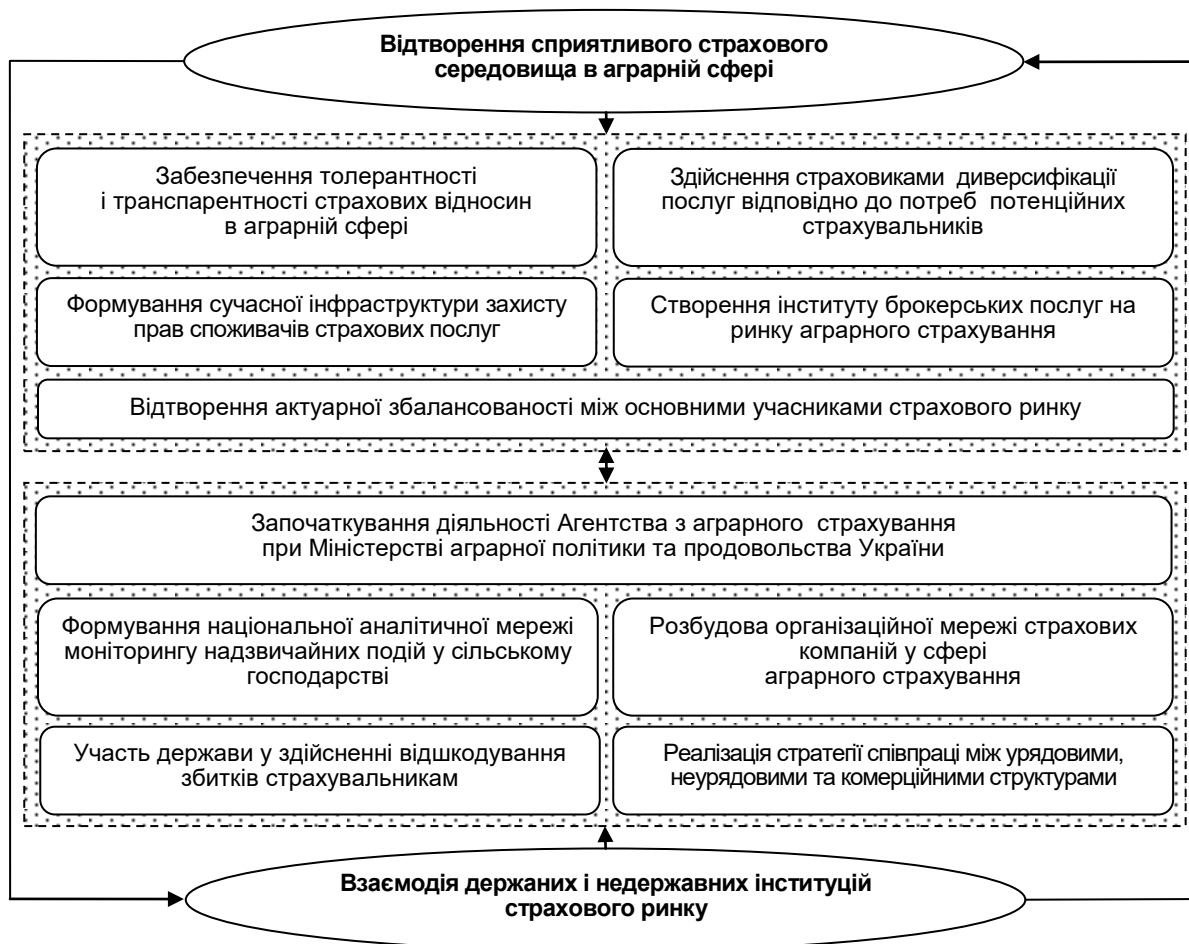 Відтворення сприятливого страхового
середовища в аграрній сфері
Забезпечення толерантності
і транспарентності страхових відносин
в аграрній сфері
Здійснення страховиками диверсифікації
послуг відповідно до потреб потенційних
страхувальників
Формування сучасної інфраструктури захисту
прав споживачів страхових послуг
Створення інституту брокерських послуг на
ринку аграрного страхування
Відтворення актуарної збалансованості між основними учасниками страхового ринку
Започаткування діяльності Агентства з аграрного страхування
при Міністерстві аграрної політики та продовольства України
Формування національної аналітичної мережі
моніторингу надзвичайних подій у сільському
господарстві
Розбудова організаційної мережі страхових
компаній у сфері
аграрного страхування
Участь держави у здійсненні відшкодування
збитків страхувальникам
Реалізація стратегії співпраці між урядовими,
неурядовими та комерційними структурами
Взаємодія держаних і недержавних інституцій
страхового ринку